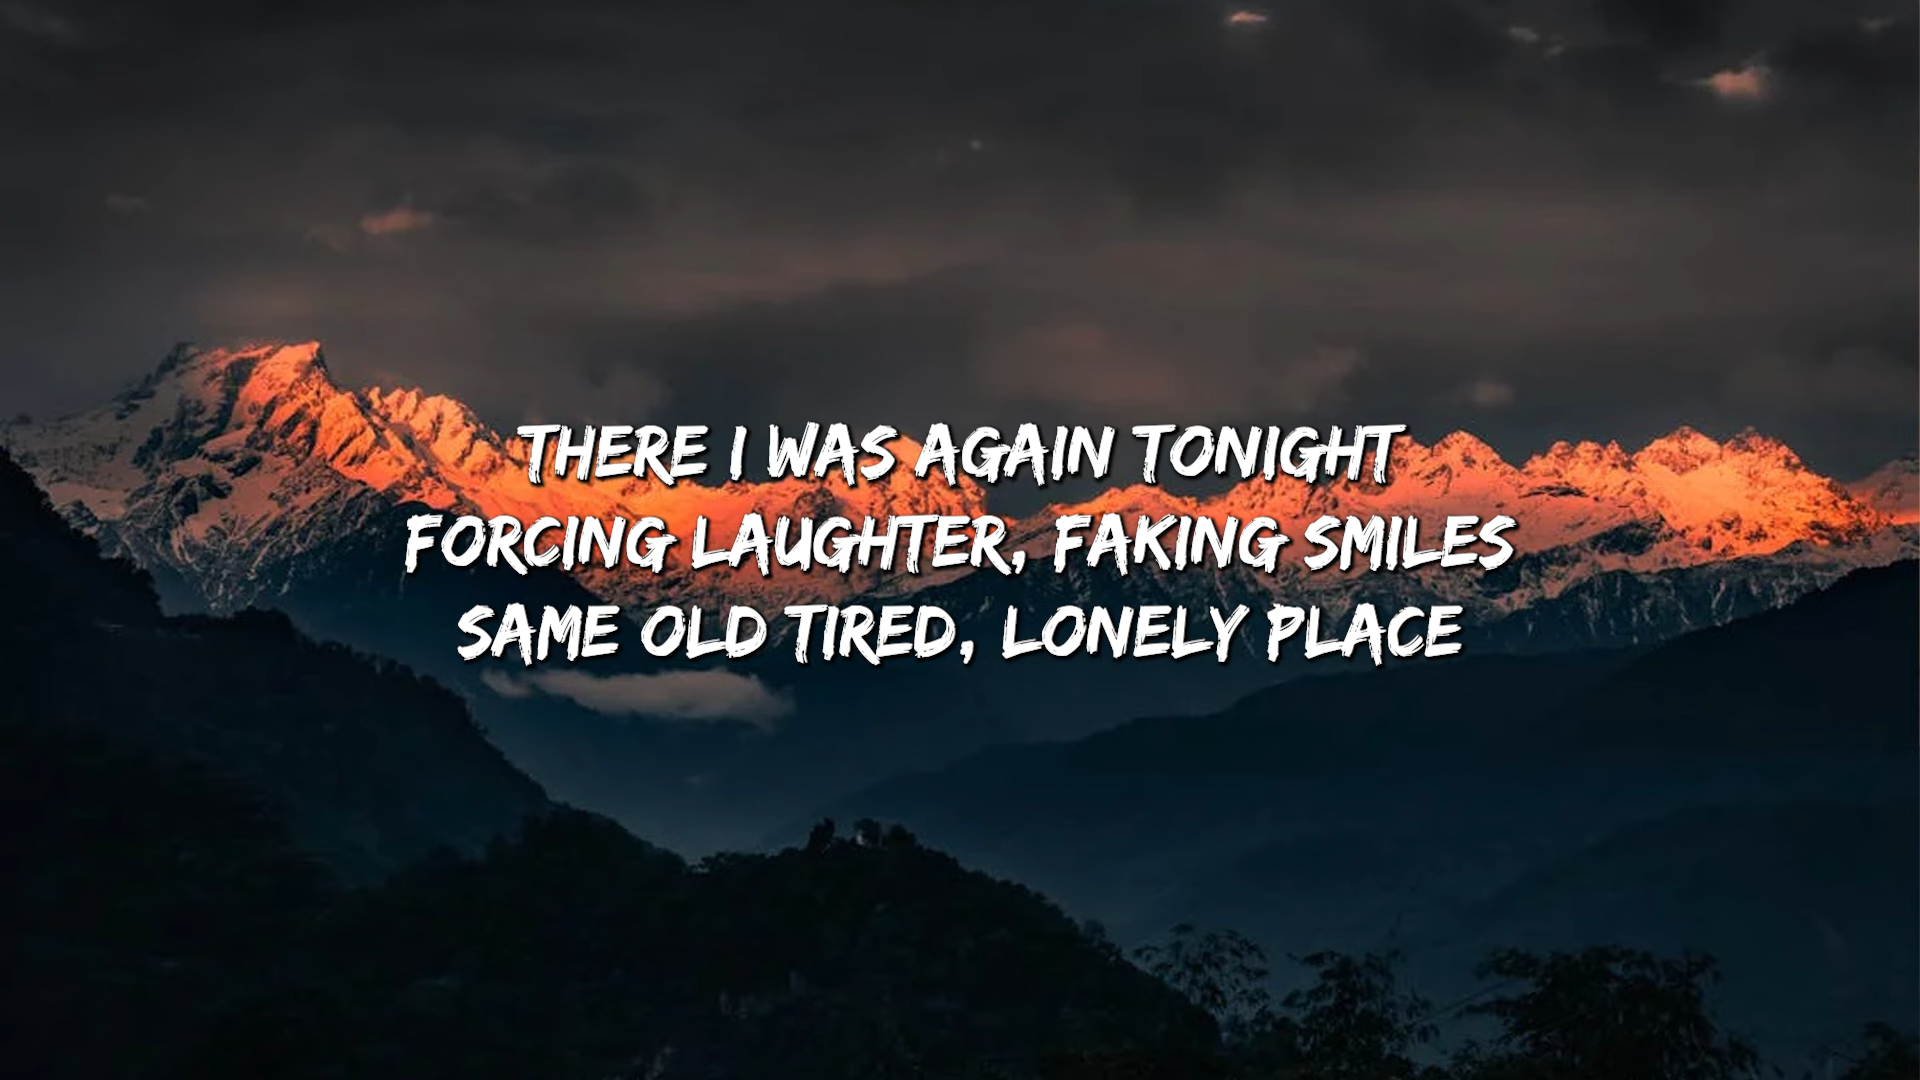 THERE I WAS AGAIN TONIGHT
FORCING LAUGHTER, FAKING SMILES
SAME OLD TIRED, LONELY PLACE